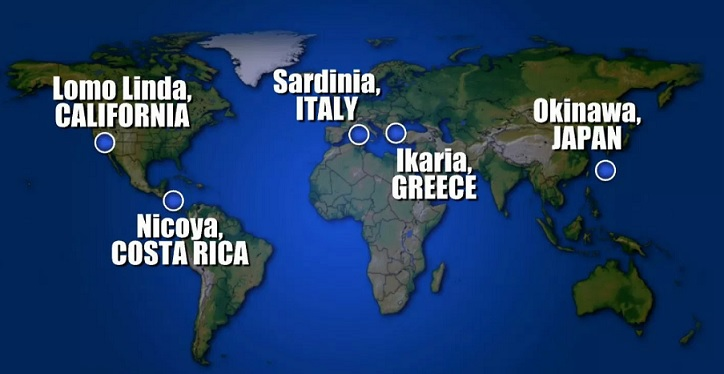 Lomo Linda,
CALIFORNIA
Sardinia,
ITALY
Okinawa,
JAPAN
Ikaria,
GREECE
Nicoya,
COSTA RICA